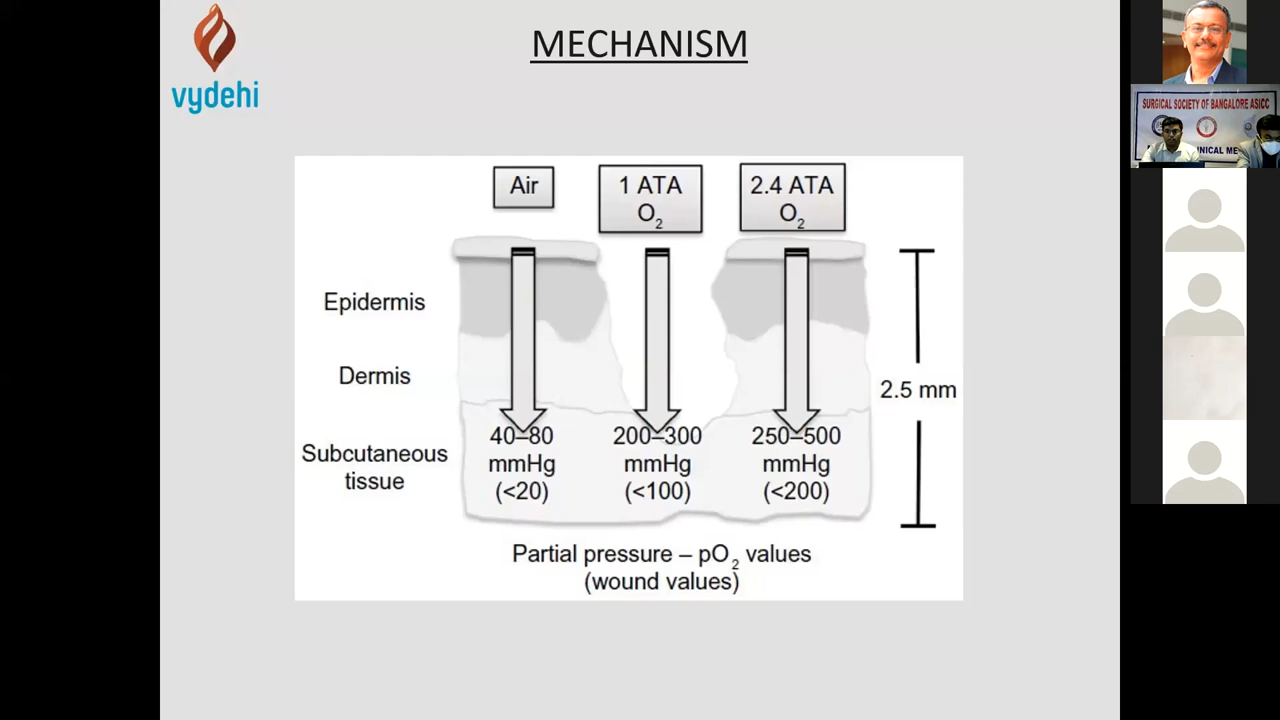 vydehi
MECHANISM
Air
1 ATA
O₂
2.4 ATA
O₂
Epidermis
Dermis
Subcutaneous
tissue
40–80
mmHg
(<20)
200–300
mmHg
(<100)
250–500
mmHg
(<200)
2.5 mm
Partial pressure – pO₂ values
(wound values)
SURGICAL SOCIETY OF BANGALORE ASICC
NICAL ME